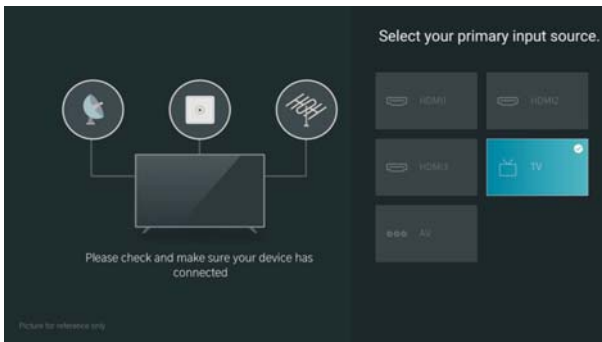 Select your primary input source.
HDMI1
HDMI2
HDMI3
TV
AV
Please check and make sure your device has
connected
Picture for reference only